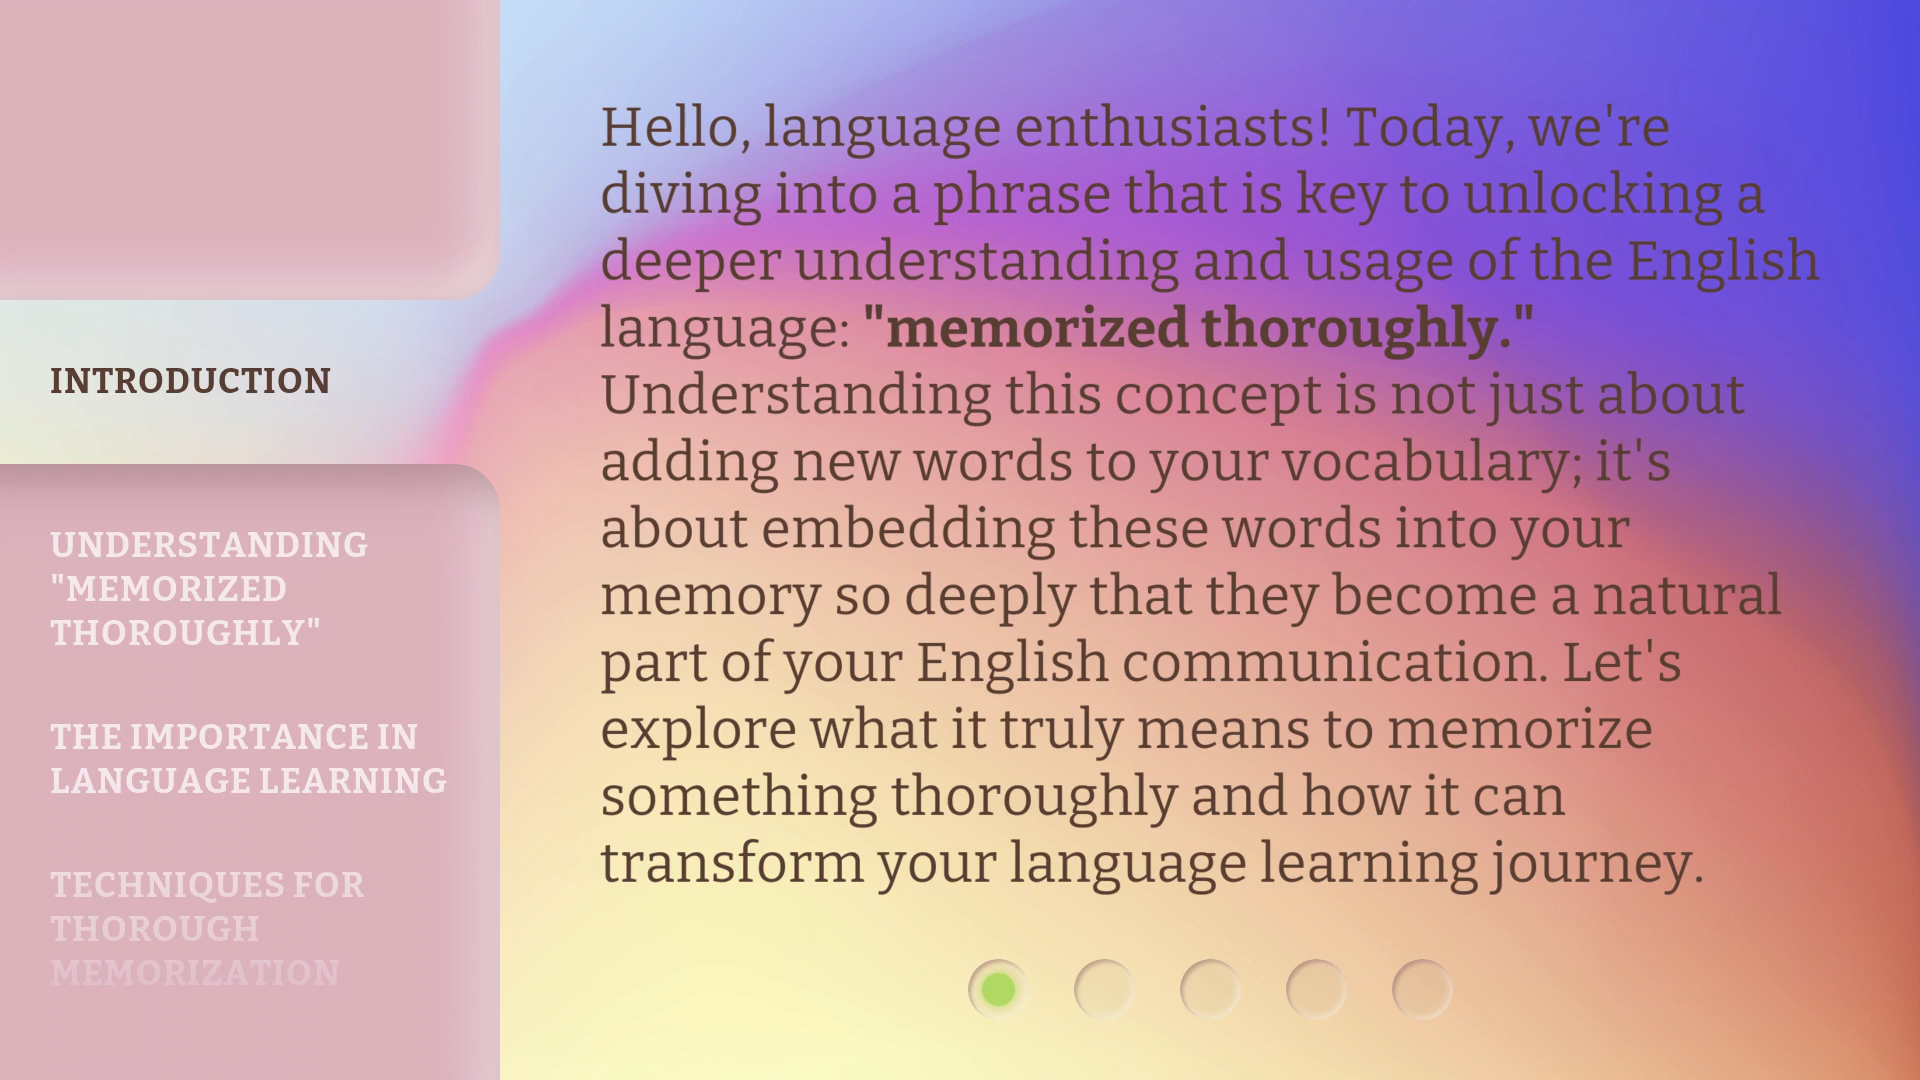 INTRODUCTION
UNDERSTANDING
"MEMORIZED
THOROUGHLY"
THE IMPORTANCE IN
LANGUAGE LEARNING
TECHNIQUES FOR
THOROUGH
MEMORIZATION
Hello, language enthusiasts! Today, we're
diving into a phrase that is key to unlocking a
deeper understanding and usage of the English
language: "memorized thoroughly."
Understanding this concept is not just about
adding new words to your vocabulary; it's
about embedding these words into your
memory so deeply that they become a natural
part of your English communication. Let's
explore what it truly means to memorize
something thoroughly and how it can
transform your language learning journey.